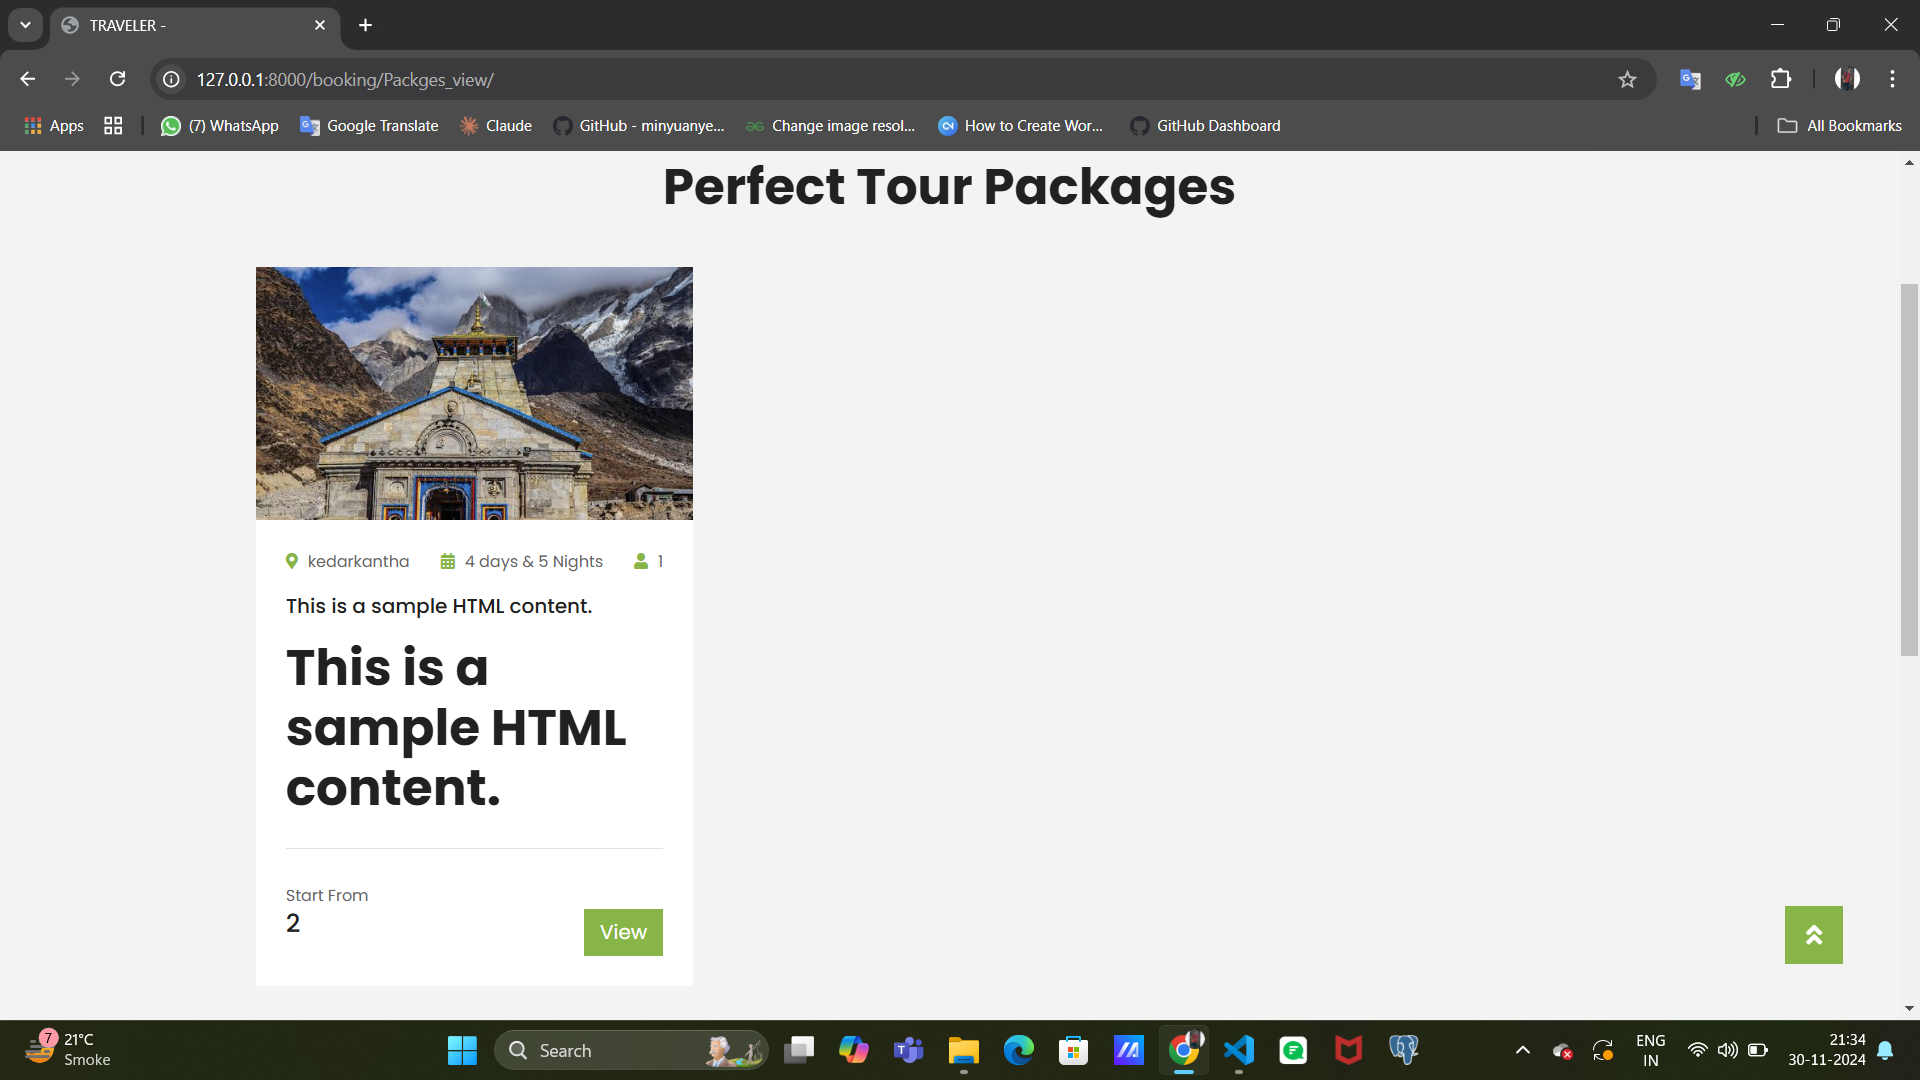 TRAVELER -
127.0.0.1:8000/booking/Packges_view/
Apps
(7) WhatsApp
Google Translate
Claude
GitHub - minyuanye...
Change image resol...
How to Create Wor...
GitHub Dashboard
All Bookmarks
Perfect Tour Packages
kedarkantha 4 days & 5 Nights 1
This is a sample HTML content.
This is a
sample HTML
content.
Start From
2
View
7
21°C
Smoke
Search
ENG
IN
21:34
30-11-2024